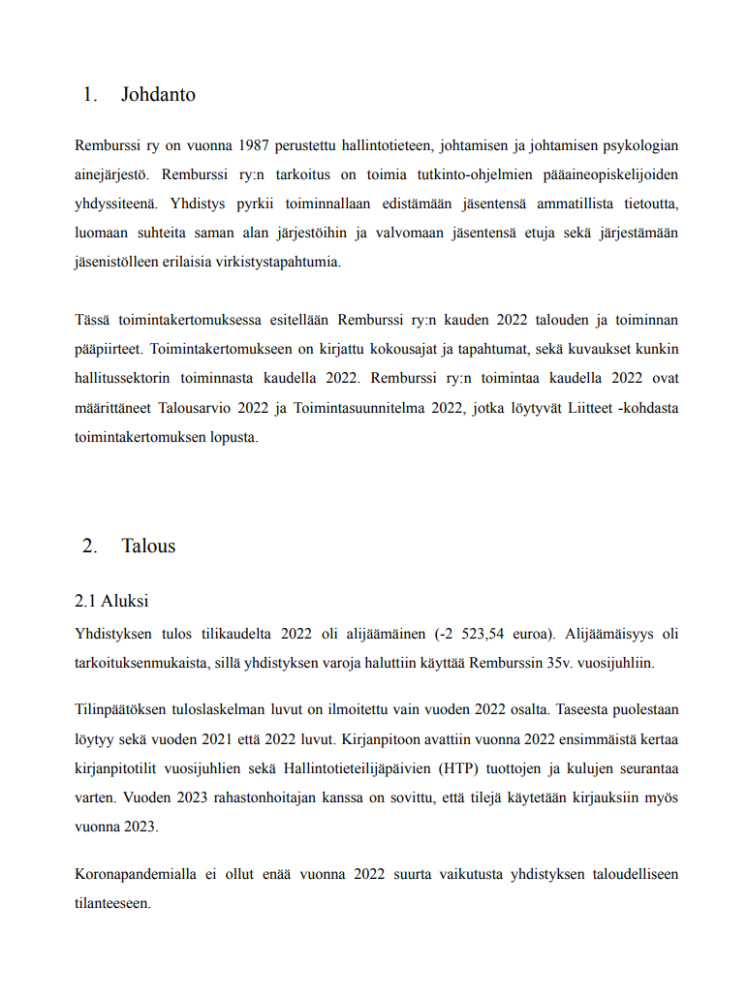 1. Johdanto
Remburssi ry on vuonna 1987 perustettu hallintotieteen, johtamisen ja johtamisen psykologian
ainejärjestö. Remburssi ry:n tarkoitus on toimia tutkinto-ohjelmien pääaineopiskelijoiden
yhdyssiteenä. Yhdistys pyrkii toiminnallaan edistämään jäsentensä ammatillista tietoutta,
luomaan suhteita saman alan järjestöihin ja valvomaan jäsentensä etuja sekä järjestämään
jäsenistölleen erilaisia virkistystapahtumia.
Tässä toimintakertomuksessa esitellään Remburssi ry:n kauden 2022 talouden ja toiminnan
pääpiirteet. Toimintakertomukseen on kirjattu kokousajat ja tapahtumat, sekä kuvaukset kunkin
hallitussektorin toiminnasta kaudella 2022. Remburssi ry:n toimintaa kaudella 2022 ovat
määrittäneet Talousarvio 2022 ja Toimintasuunnitelma 2022, jotka löytyvät Liitteet -kohdasta
toimintakertomuksen lopusta.
2. Talous
2.1 Aluksi
Yhdistyksen tulos tilikaudelta 2022 oli alijäämäinen (-2 523,54 euroa). Alijäämäisyys oli
tarkoituksenmukaista, sillä yhdistyksen varoja haluttiin käyttää Remburssin 35v. vuosijuhliin.
Tilinpäätöksen tuloslaskelman luvut on ilmoitettu vain vuoden 2022 osalta. Taseesta puolestaan
löytyy sekä vuoden 2021 että 2022 luvut. Kirjanpitoon avattiin vuonna 2022 ensimmäistä kertaa
kirjanpitotilit vuosijuhlien sekä Hallintotieteilijäpäivien (HTP) tuottojen ja kulujen seurantaa
varten. Vuoden 2023 rahastonhoitajan kanssa on sovittu, että tilejä käytetään kirjauksiin myös
vuonna 2023.
Koronapandemialla ei ollut enää vuonna 2022 suurta vaikutusta yhdistyksen taloudelliseen
tilanteeseen.